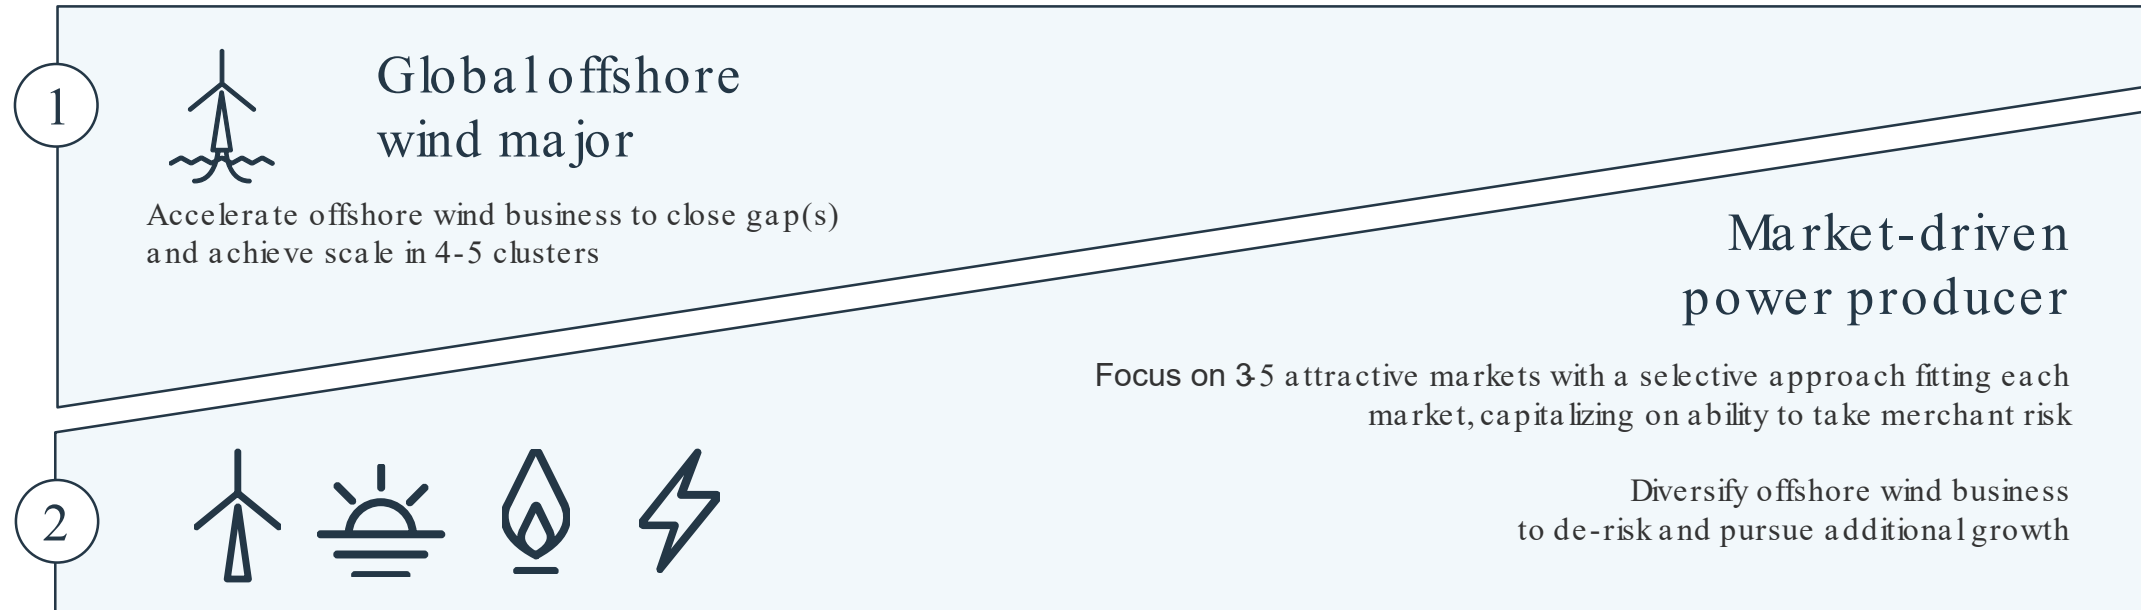 1
Global offshore
wind major
Accelerate offshore wind business to close gap(s)
and achieve scale in 4-5 clusters
Market-driven
power producer
Focus on 3-5 attractive markets with a selective approach fitting each
market, capitalizing on ability to take merchant risk
2
Diversify offshore wind business
to de-risk and pursue additional growth